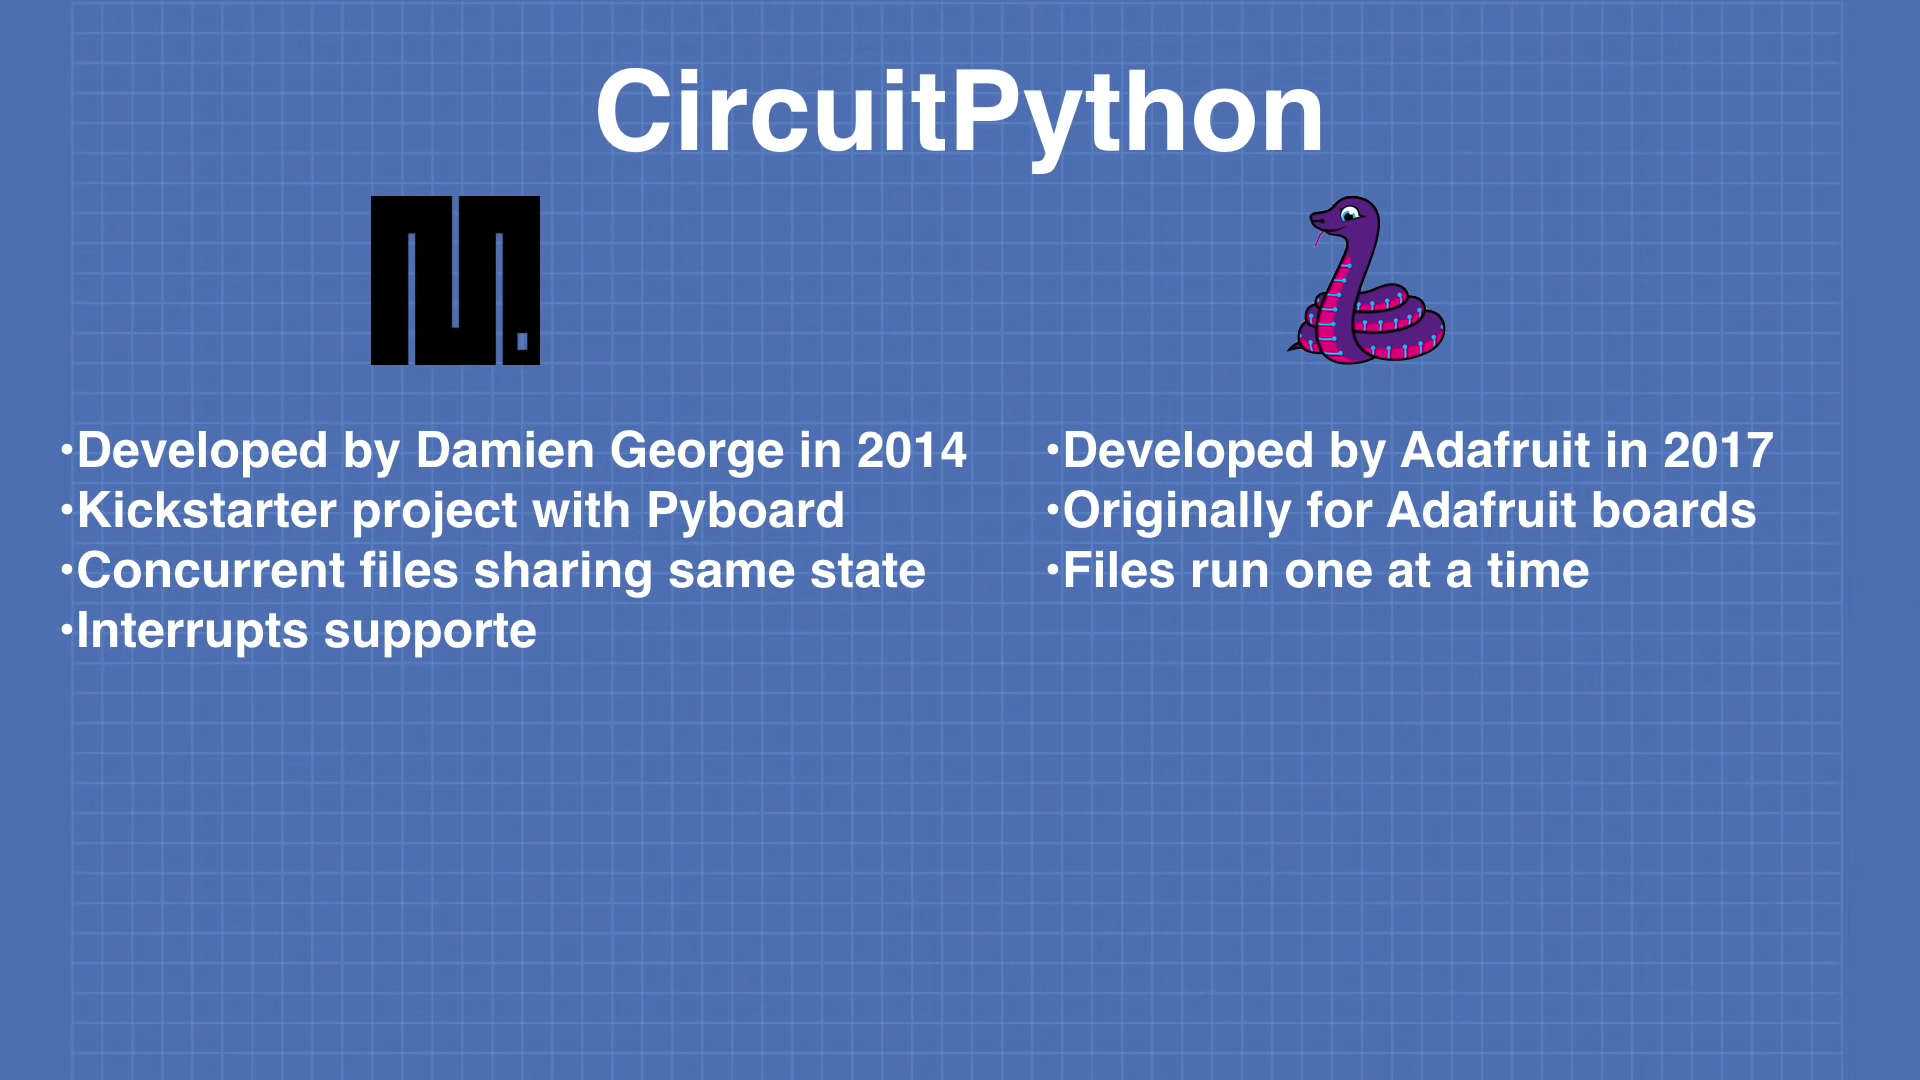 CircuitPython
•Developed by Damien George in 2014
•Kickstarter project with Pyboard
•Concurrent files sharing same state
•Interrupts supporte
•Developed by Adafruit in 2017
•Originally for Adafruit boards
•Files run one at a time